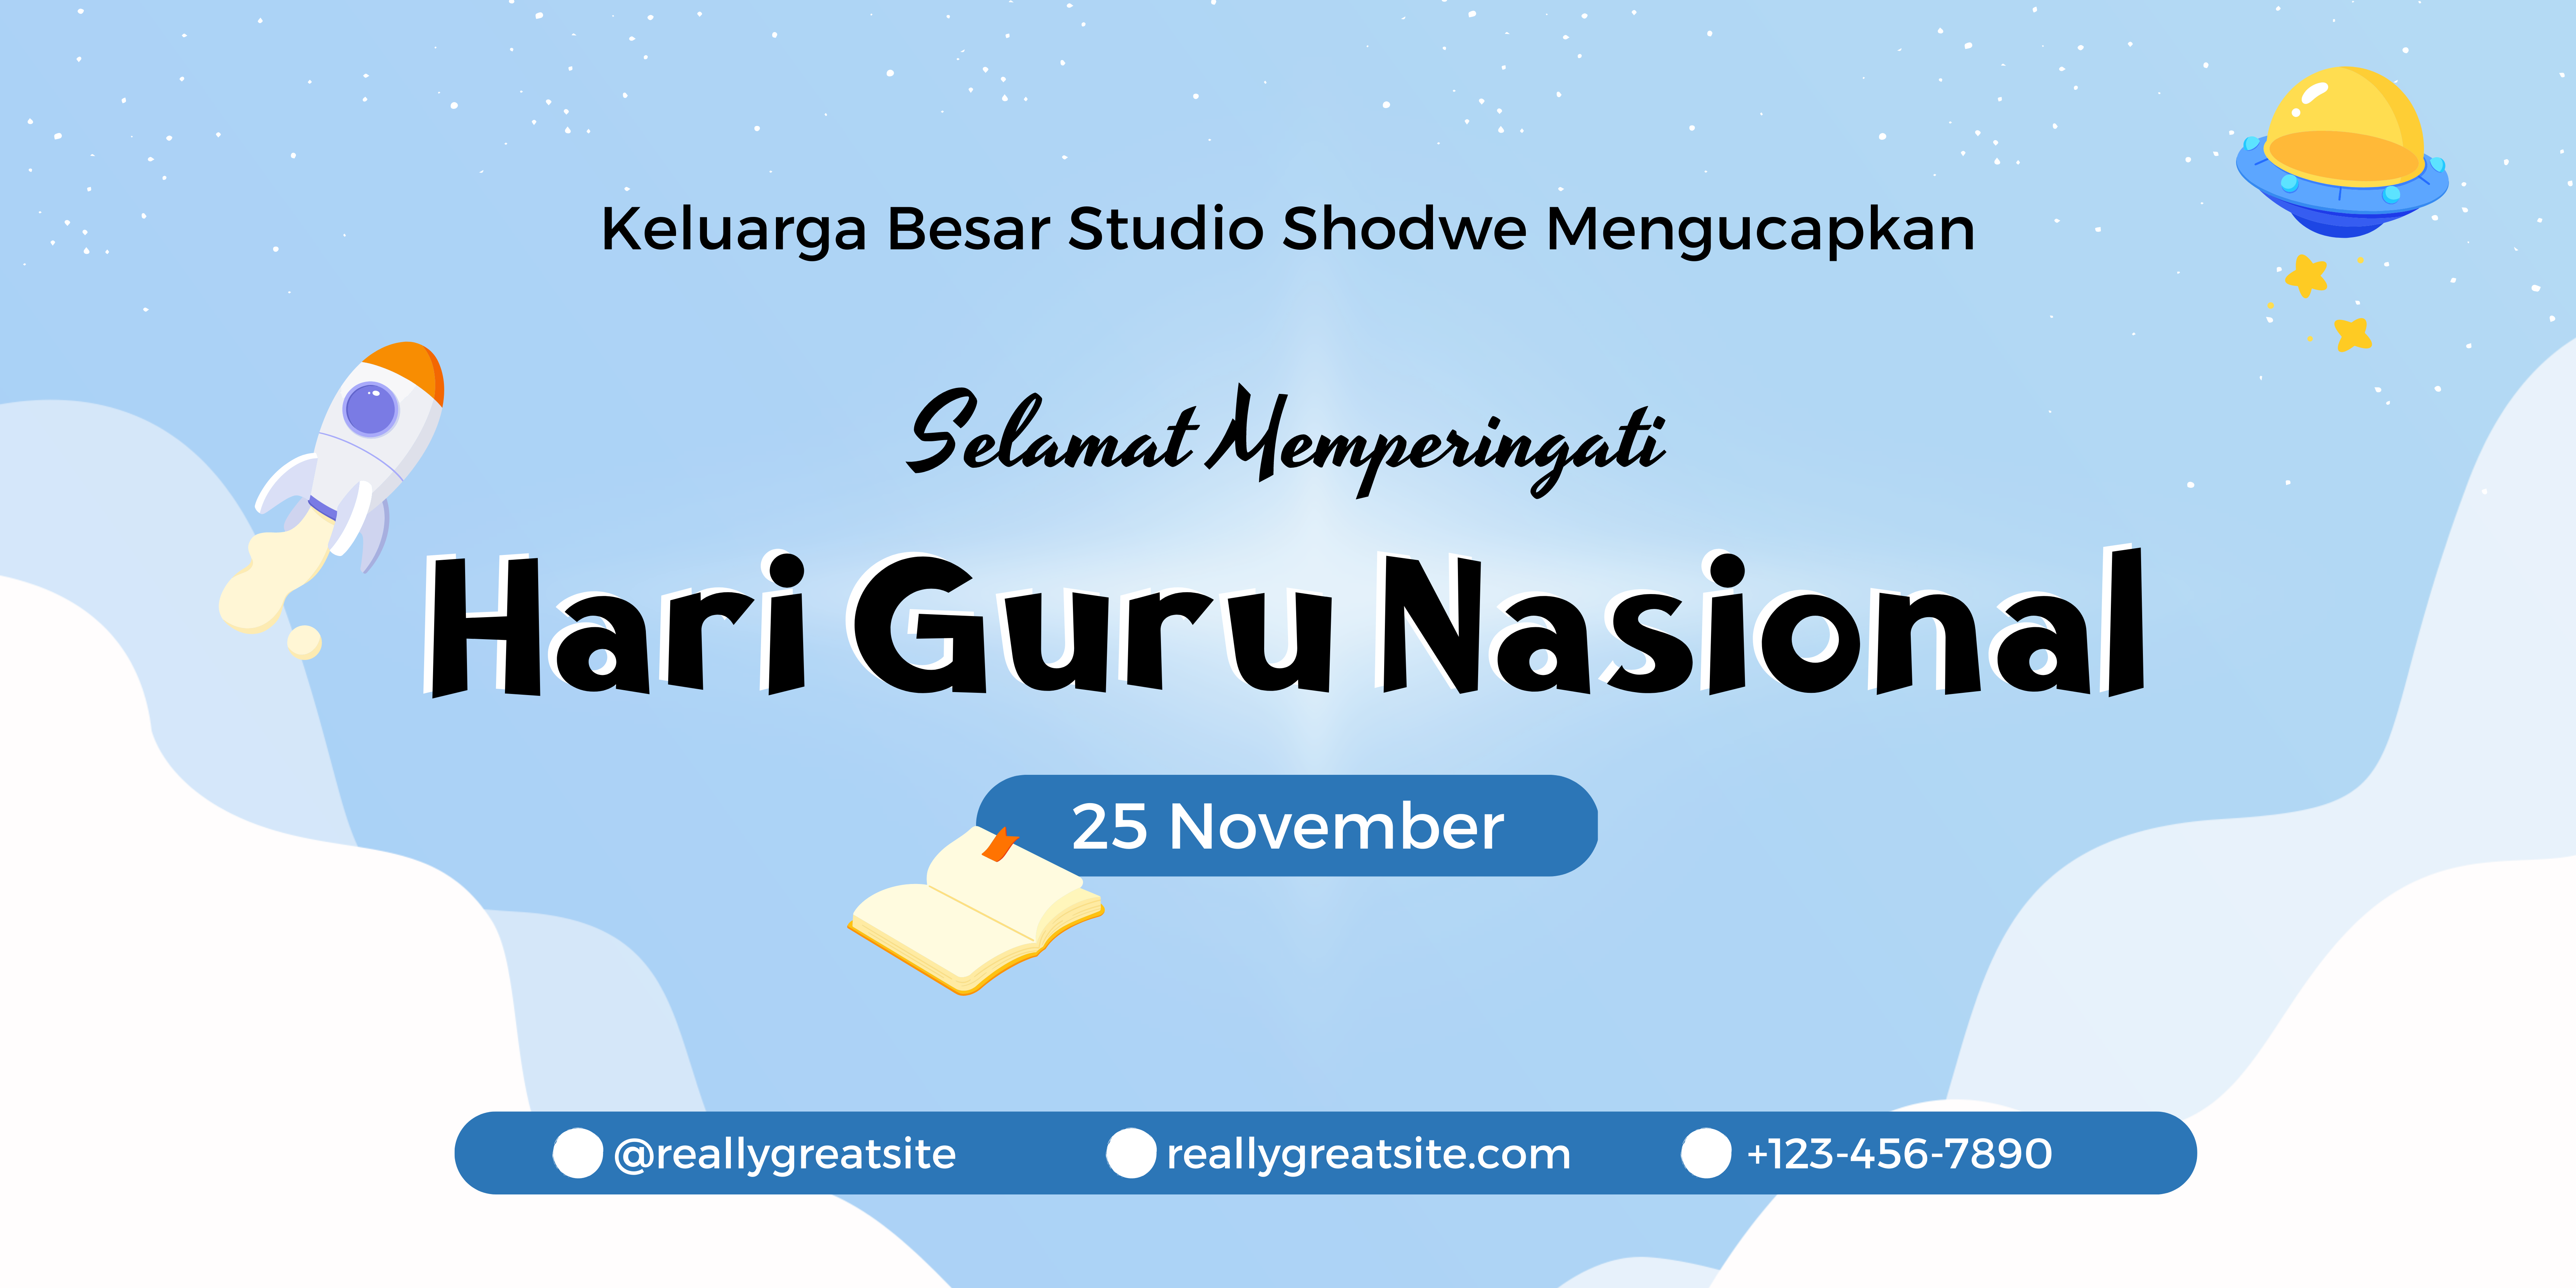 Keluarga Besar Studio Shodwe Mengucapkan
Selamat Memperingati
Hari Guru Nasional
25 November
@reallygreatsite reallygreatsite.com +123-456-7890